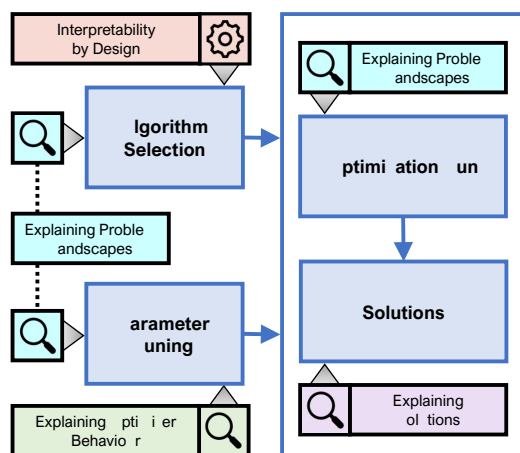 Interpretability
by Design
Explaining Proble
andscapes
lgorithm
Selection
ptimi ation un
Explaining Proble
andscapes
Solutions
arameter
uning
Explaining pti i er
Behavio r
Explaining
ol tions